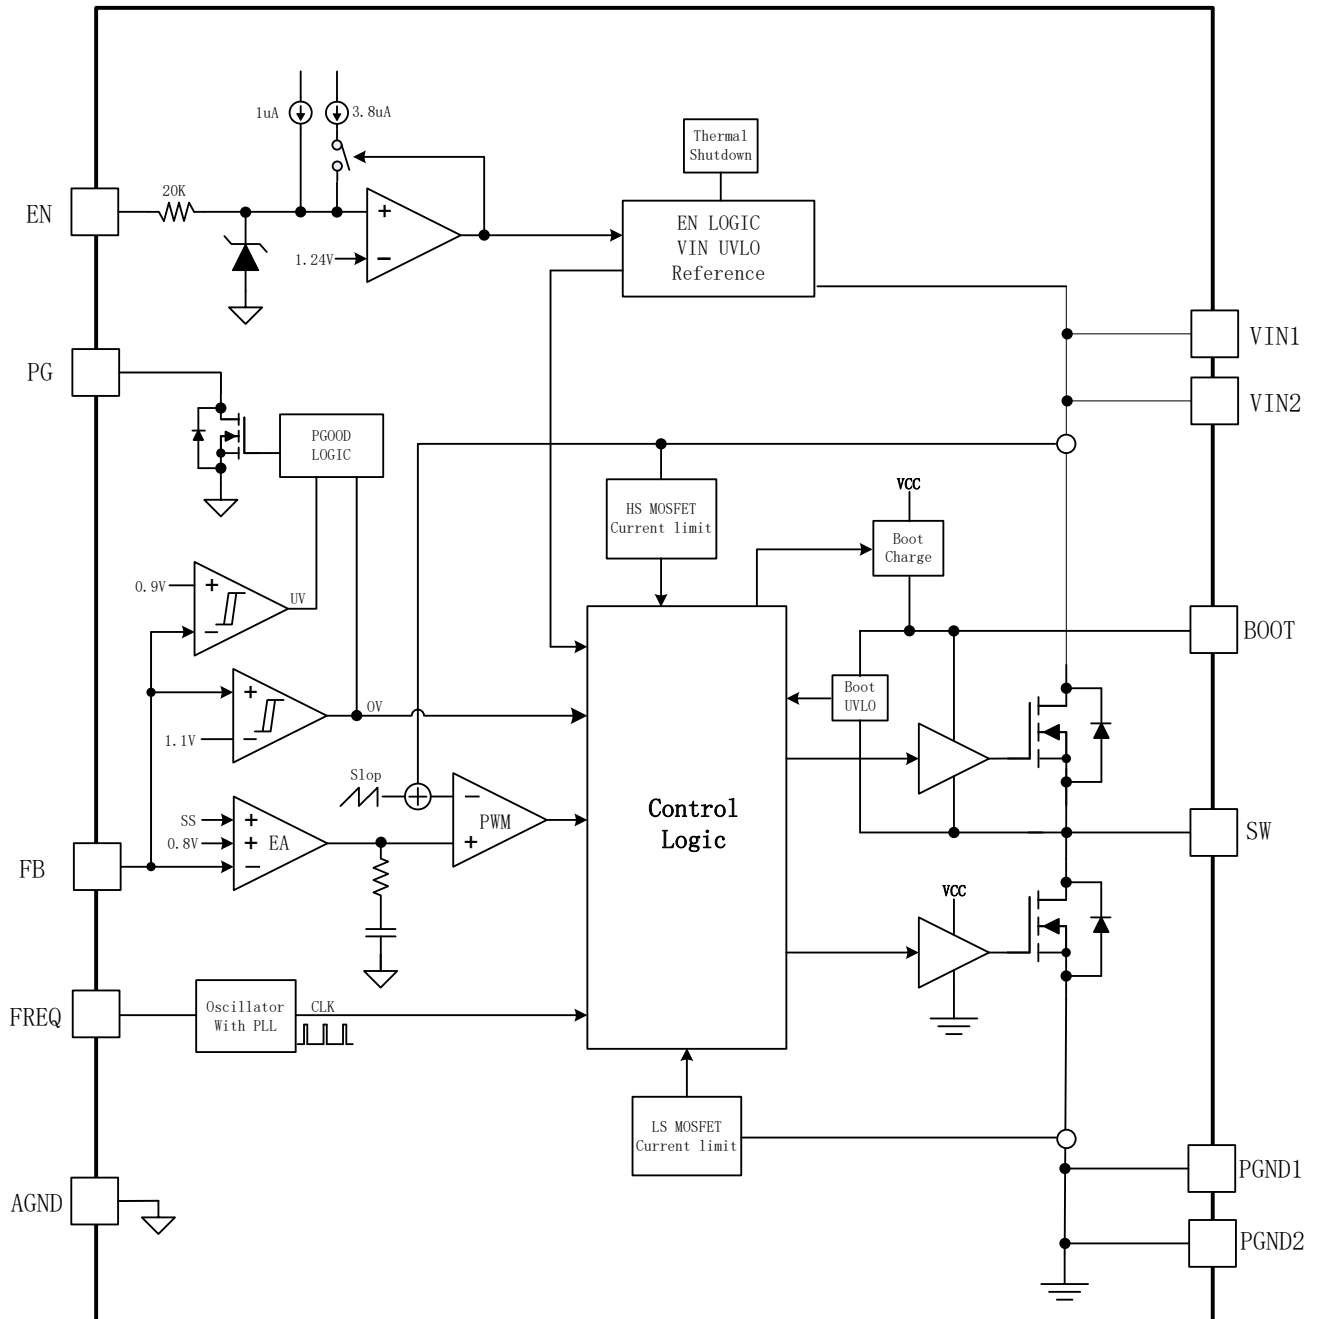 1uA
3.8uA
Thermal
Shutdown
20K
EN
+
EN LOGIC
VIN UVLO
Reference
1.24V
−
VIN1
PG
VIN2
PGOOD
LOGIC
VCC
HS MOSFET
Current limit
Boot
Charge
0.9V
+
UV
−
BOOT
+
Boot
UVLO
OV
1.1V
−
Slop
−
SS
+
PWM
Control
Logic
0.8V
+
EA
+
SW
FB
−
VCC
FREQ
Oscillator
With PLL
CLK
LS MOSFET
Current limit
PGND1
AGND
PGND2